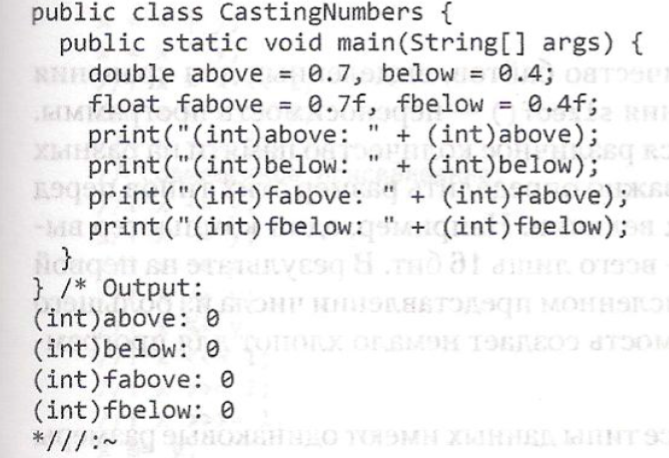 public class CastingNumbers {
  public static void main(String[] args) {
    double above = 0.7, below = 0.4;
    float fabove = 0.7f, fbelow = 0.4f;
    print("(int)above: " + (int)above);
    print("(int)below: " + (int)below);
    print("(int)fabove: " + (int)fabove);
    print("(int)fbelow: " + (int)fbelow);
  }
} /* Output:
(int)above: 0
(int)below: 0
(int)fabove: 0
(int)fbelow: 0
*///:~